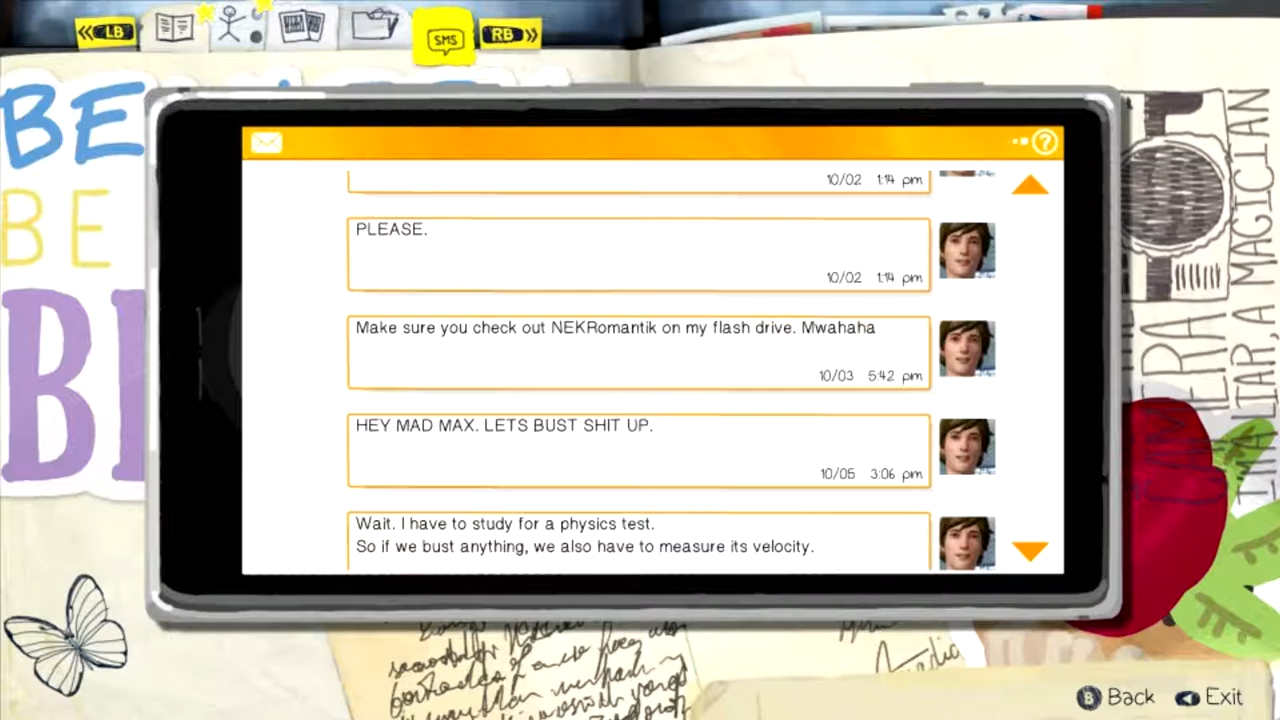 LB
SMS
RB
BE
BE
10/02 1:14 pm
PLEASE.
10/02 1:14 pm
Make sure you check out NEKRomantik on my flash drive. Mwahaha
10/03 5:42 pm
HEY MAD MAX. LETS BUST SHIT UP.
10/05 3:06 pm
Wait. I have to study for a physics test.
So if we bust anything, we also have to measure its velocity.
LIAR, A MAGICIAN
B Back
Exit